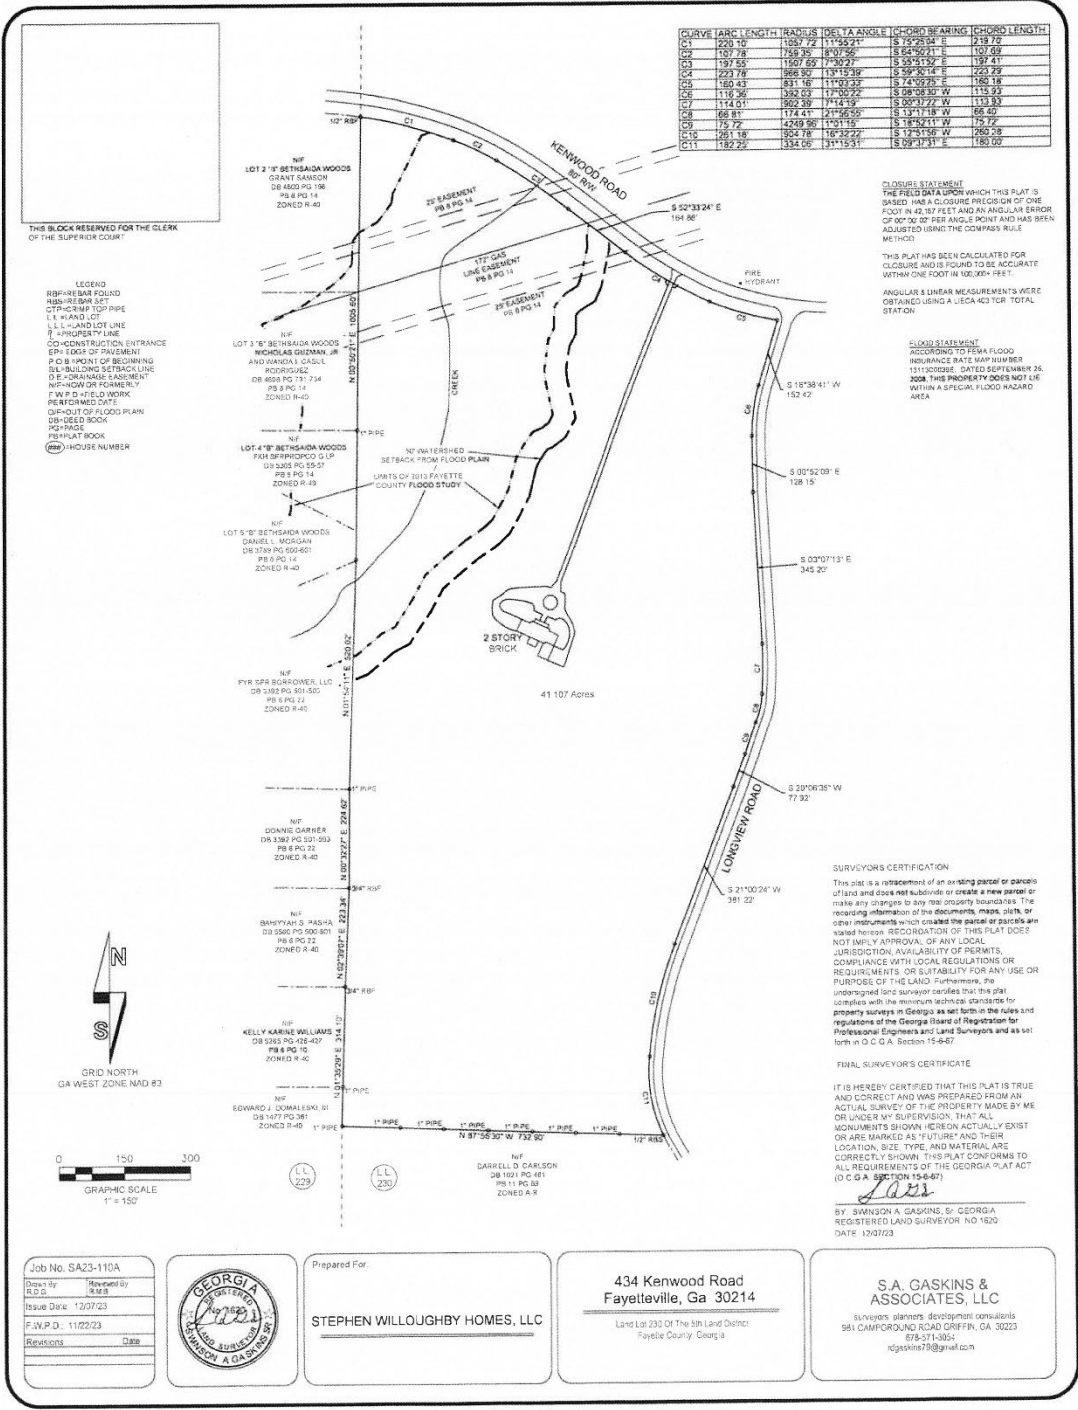 CURVE ARC LENGTH RADIUS DELTA ANGLE CHORD BEARING CHORD LENGTH
C1 220.10' 1057.72' 11°55'21" S 75°25'04" E 219.70'
C2 107.78' 759.35' 8°07'56" S 64°50'21" E 107.69'
C3 197.55' 1507.65' 7°30'27" S 55°51'52" E 197.41'
C4 223.78' 966.90' 13°15'39" S 59°30'14" E 223.29'
C5 160.43' 831.16' 11°03'33" S 74°09'25" E 160.18'
C6 116.36' 392.03' 17°00'22" S 08°08'30" W 115.93'
C7 114.01' 902.39' 7°14'19" S 00°37'22" W 113.93'
C8 66.81' 174.41' 21°56'55" S 13°17'18" W 66.40'
C9 75.72' 4249.96' 1°01'15" S 18°52'11" W 75.72'
C10 261.18' 904.78' 16°32'22" S 12°51'56" W 260.28'
C11 182.25' 334.06' 31°15'31" S 09°37'31" E 180.00'
THIS BLOCK RESERVED FOR THE CLERK
OF THE SUPERIOR COURT
LEGEND
RBF=REBAR FOUND
RBS=REBAR SET
CTP=CRIMP TOP PIPE
L.L.=LAND LOT
L.L.L.=LAND LOT LINE
=PROPERTY LINE
CO=CONSTRUCTION ENTRANCE
EP=EDGE OF PAVEMENT
P.O.B.=POINT OF BEGINNING
B/L=BUILDING SETBACK LINE
D.E.=DRAINAGE EASEMENT
N/F=NOW OR FORMERLY
F.W.P.D.=FIELD WORK
PERFORMED DATE
O/F=OUT OF FLOOD PLAIN
DB=DEED BOOK
PG=PAGE
PB=PLAT BOOK
### =HOUSE NUMBER
1/2" RBF
C1
C2
C3
KENWOOD ROAD
80' R/W
N/F
LOT 2 "B" BETHSAIDA WOODS
GRANT SAMSON
DB 4600 PG 196
PB 8 PG 14
ZONED R-40
25' EASEMENT
PB 8 PG 14
172' GAS
LINE EASEMENT
PB 8 PG 14
25' EASEMENT
PB 8 PG 14
S 52°33'24" E
164.86'
C4
C5
FIRE
HYDRANT
CLOSURE STATEMENT
THE FIELD DATA UPON WHICH THIS PLAT IS
BASED HAS A CLOSURE PRECISION OF ONE
FOOT IN 42,167 FEET AND AN ANGULAR ERROR
OF 00° 00' 02" PER ANGLE POINT AND HAS BEEN
ADJUSTED USING THE COMPASS RULE
METHOD
THIS PLAT HAS BEEN CALCULATED FOR
CLOSURE AND IS FOUND TO BE ACCURATE
WITHIN ONE FOOT IN 100,000+ FEET.
ANGULAR & LINEAR MEASUREMENTS WERE
OBTAINED USING A LIECA 403 TCR TOTAL
STATION
FLOOD STATEMENT
ACCORDING TO FEMA FLOOD
INSURANCE RATE MAP NUMBER
DATED SEPTEMBER 26,
2008, THIS PROPERTY DOES NOT LIE
WITHIN A SPECIAL FLOOD HAZARD
AREA
N 00°50'21" E 1005.60'
N/F
LOT 3 "B" BETHSAIDA WOODS
NICHOLAS GUZMAN, JR
AND WANDA I. CASUL
RODRIGUEZ
DB 4698 PG 731-734
PB 8 PG 14
ZONED R-40
CREEK
1" PIPE
N/F
LOT 4 "B" BETHSAIDA WOODS
FKH SFR PROPCO G LP
DB 5305 PG 55-57
PB 8 PG 14
ZONED R-40
50' WATERSHED
SETBACK FROM FLOOD PLAIN
LIMITS OF 2013 FAYETTE
COUNTY FLOOD STUDY
N/F
LOT 5 "B" BETHSAIDA WOODS
DANIEL L. MORGAN
DB 3789 PG 600-601
PB 8 PG 14
ZONED R-40
S 18°38'41" W
152.42'
C6
S 00°52'09" E
128.15'
S 03°07'13" E
345.20'
2 STORY
BRICK
41.107 Acres
N 01°54'11" E 520.02'
N/F
FYR SFR BORROWER, LLC
DB 3392 PG 501-503
PB 6 PG 22
ZONED R-40
C7
C8
C9
S 20°06'35" W
77.92'
LONGVIEW ROAD
1" PIPE
N/F
DONNIE GARNER
DB 3392 PG 501-503
PB 6 PG 22
ZONED R-40
N 00°32'27" E 224.62'
3/4" RBF
S 21°00'24" W
381.22'
N/F
BAHIYYAH S. PASHA
DB 5560 PG 600-601
PB 6 PG 22
ZONED R-40
N 02°39'07" E 223.34'
3/4" RBF
N/F
KELLY KARINE WILLIAMS
DB 5265 PG 426-427
PB 6 PG 10
ZONED R-40
N 01°35'29" E 314.10'
1" PIPE
N/F
EDWARD J. DOMALESKI, III
DB 1477 PG 361
ZONED R-40
1" PIPE
1" PIPE 1" PIPE 1" PIPE 1" PIPE 1" PIPE 1" PIPE
N 87°56'30" W 732.90'
1/2" RBS
C10
C11
N/F
DARRELL D. CARLSON
DB 1021 PG 461
PB 11 PG 83
ZONED A-R
L.L.
229
L.L.
230
N
S
GRID NORTH
GA WEST ZONE NAD 83
0 150 300
GRAPHIC SCALE
1" = 150'
SURVEYORS CERTIFICATION
This plat is a retracement of an existing parcel or parcels
of land and does not subdivide or create a new parcel or
make any changes to any real property boundaries. The
recording information of the documents, maps, plats, or
other instruments which created the parcel or parcels are
stated hereon. RECORDATION OF THIS PLAT DOES
NOT IMPLY APPROVAL OF ANY LOCAL
JURISDICTION, AVAILABILITY OF PERMITS,
COMPLIANCE WITH LOCAL REGULATIONS OR
REQUIREMENTS, OR SUITABILITY FOR ANY USE OR
PURPOSE OF THE LAND. Furthermore, the
undersigned land surveyor certifies that this plat
complies with the minimum technical standards for
property surveys in Georgia as set forth in the rules and
regulations of the Georgia Board of Registration for
Professional Engineers and Land Surveyors and as set
forth in O.C.G.A. Section 15-6-67.
FINAL SURVEYOR'S CERTIFICATE
IT IS HEREBY CERTIFIED THAT THIS PLAT IS TRUE
AND CORRECT AND WAS PREPARED FROM AN
ACTUAL SURVEY OF THE PROPERTY MADE BY ME
OR UNDER MY SUPERVISION, THAT ALL
MONUMENTS SHOWN HEREON ACTUALLY EXIST
OR ARE MARKED AS "FUTURE" AND THEIR
LOCATION, SIZE, TYPE, AND MATERIAL ARE
CORRECTLY SHOWN. THIS PLAT CONFORMS TO
ALL REQUIREMENTS OF THE GEORGIA PLAT ACT
(O.C.G.A. SECTION 15-6-67)
BY: SWINSON A. GASKINS, Sr. GEORGIA
REGISTERED LAND SURVEYOR NO 1620
DATE: 12/07/23
Job No. SA23-110A
Drawn By: R.D.G. Reviewed By: R.M.B.
Issue Date: 12/07/23
F.W.P.D.: 11/22/23
Revisions Date
GEORGIA
REGISTERED
No. 1620
LAND SURVEYOR
SWINSON A GASKINS SR
Prepared For:
STEPHEN WILLOUGHBY HOMES, LLC
434 Kenwood Road
Fayetteville, Ga 30214
Land Lot 230 Of The 5th Land District
Fayette County, Georgia
S.A. GASKINS &
ASSOCIATES, LLC
surveyors planners development consultants
981 CAMPGROUND ROAD GRIFFIN, GA 30223
678-571-3054
rdgaskins79@gmail.com